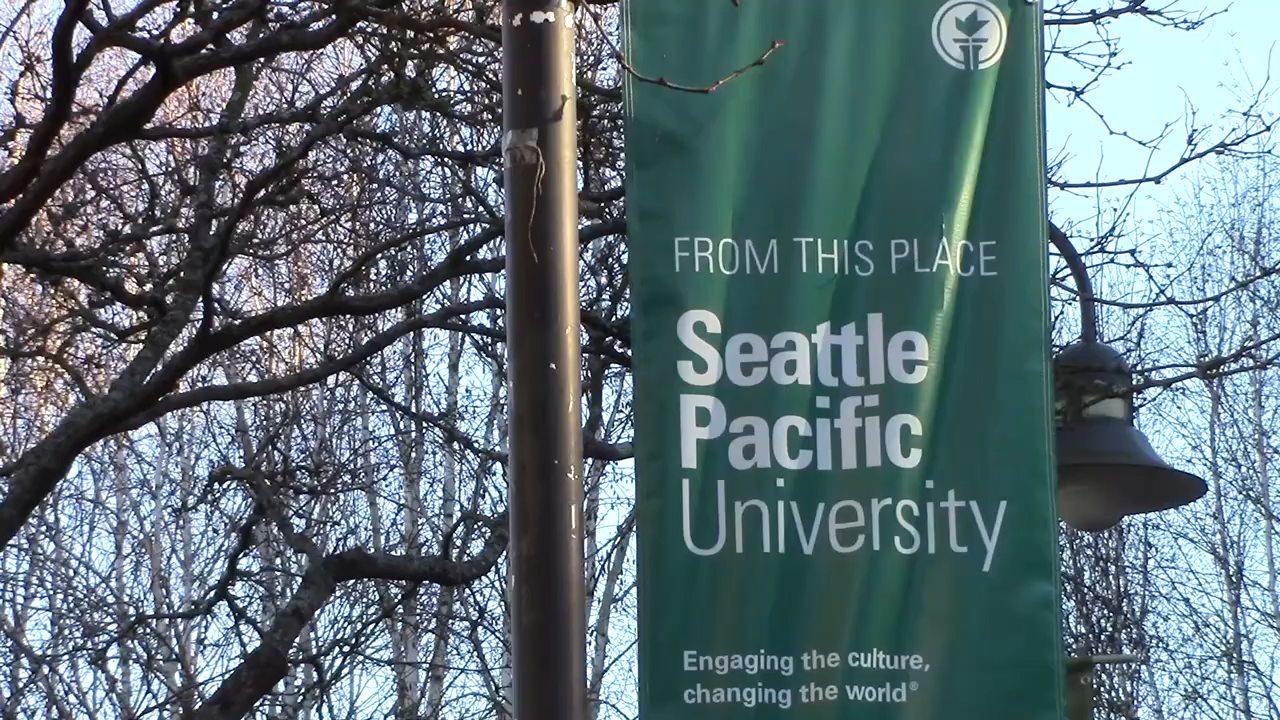 FROM THIS PLACE
Seattle
Pacific
University
Engaging the culture,
changing the world®